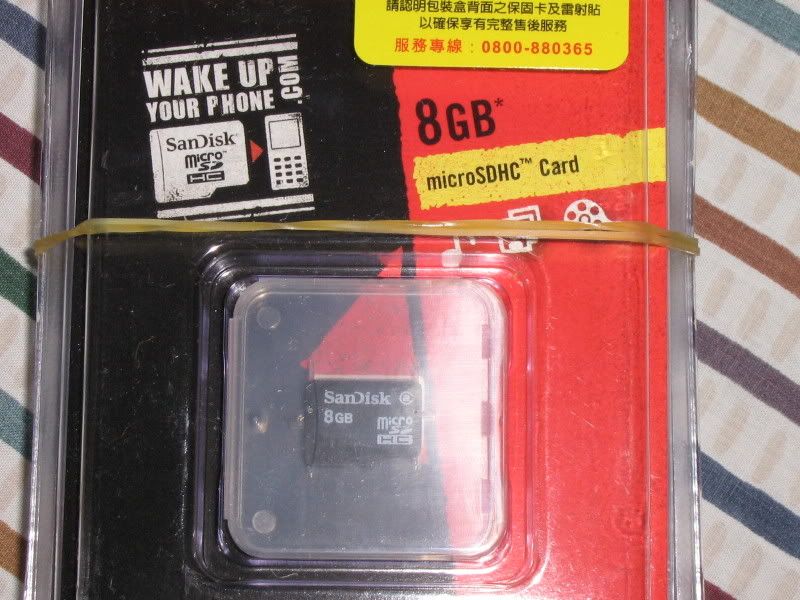 請認明包裝盒背面之保固卡及雷射貼
以確保享有完整售後服務
服務專線：0800-880365
WAKE UP
YOUR PHONE
.COM
SanDisk
micro™
SD
HC
8GB*
microSDHC™ Card
SanDisk 2
8GB
micro
SD
HC